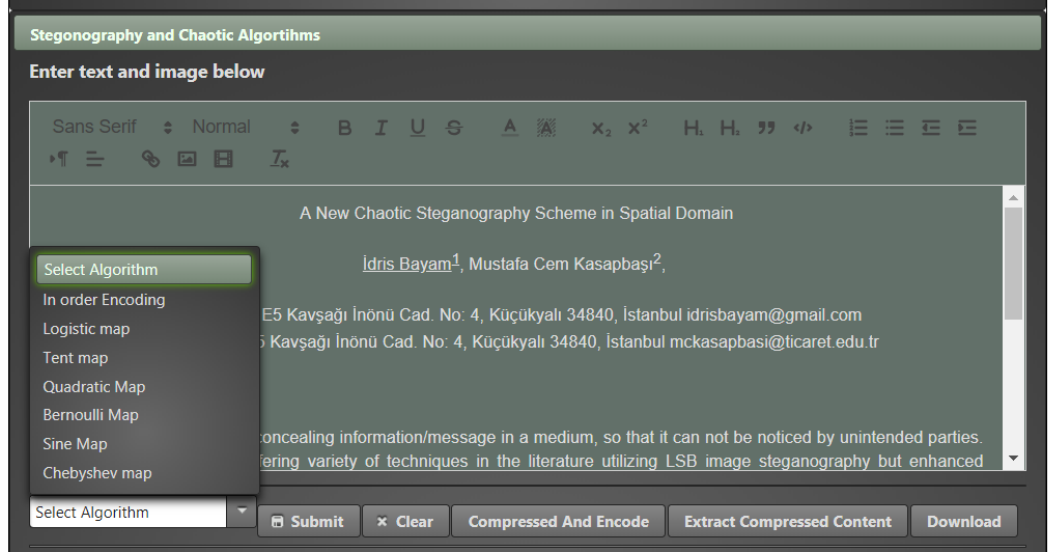 Stegonography and Chaotic Algortihms
Enter text and image below
Sans Serif Normal B I U S A A X₂ X² H₁ H₂ ” </>
¶ Tx
A New Chaotic Steganography Scheme in Spatial Domain
İdris Bayam1, Mustafa Cem Kasapbaşı2,
E5 Kavşağı İnönü Cad. No: 4, Küçükyalı 34840, İstanbul idrisbayam@gmail.com
Kavşağı İnönü Cad. No: 4, Küçükyalı 34840, İstanbul mckasapbasi@ticaret.edu.tr
concealing information/message in a medium, so that it can not be noticed by unintended parties.
fering variety of techniques in the literature utilizing LSB image steganography but enhanced
Select Algorithm
In order Encoding
Logistic map
Tent map
Quadratic Map
Bernoulli Map
Sine Map
Chebyshev map
Select Algorithm Submit Clear Compressed And Encode Extract Compressed Content Download